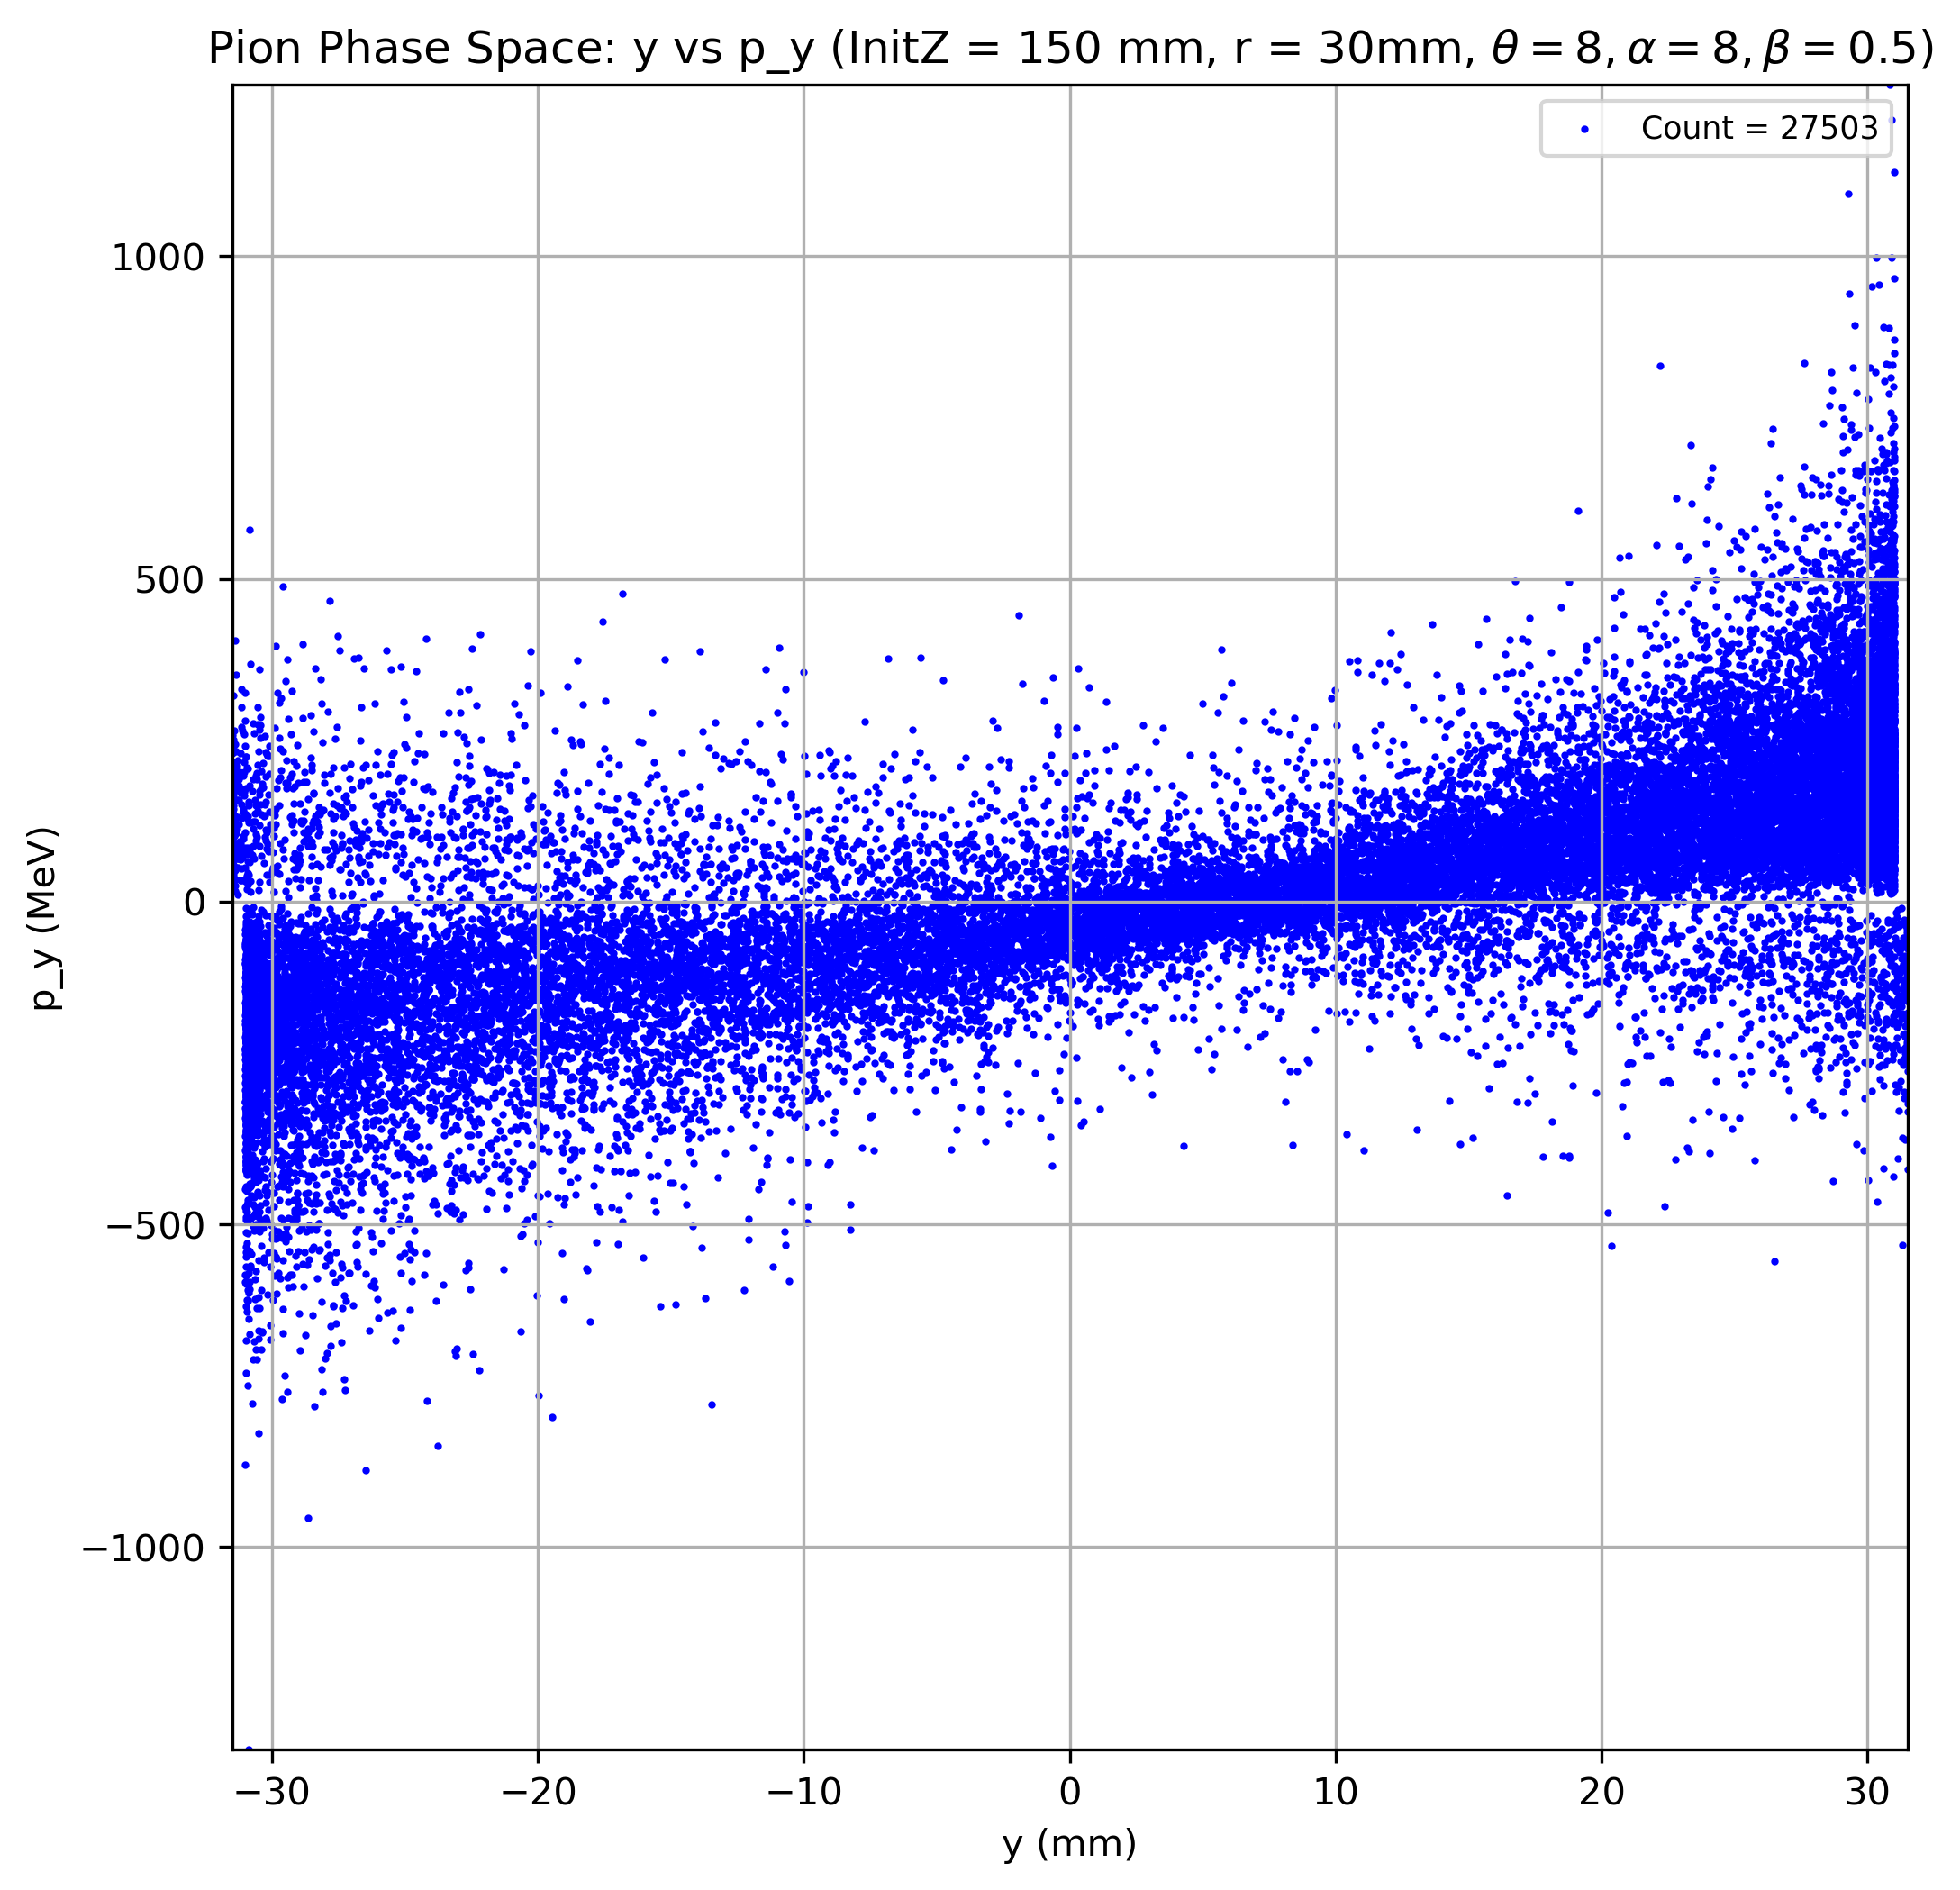 Pion Phase Space: y vs p_y (InitZ = 150 mm, r = 30mm, θ = 8, α = 8, β = 0.5)
Count = 27503
1000
500
0
−500
−1000
p_y (MeV)
−30 −20 −10 0 10 20 30
y (mm)